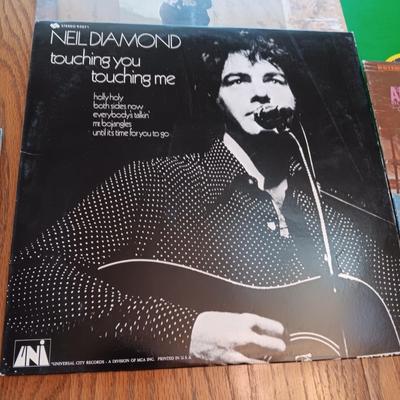 STEREO 93071
NEIL DIAMOND
touching you
touching me
holly holy
both sides now
everybody's talkin'
mr. bojangles
until it's time for you to go
UNI
UNIVERSAL CITY RECORDS - A DIVISION OF MCA INC. PRINTED IN U.S.A.